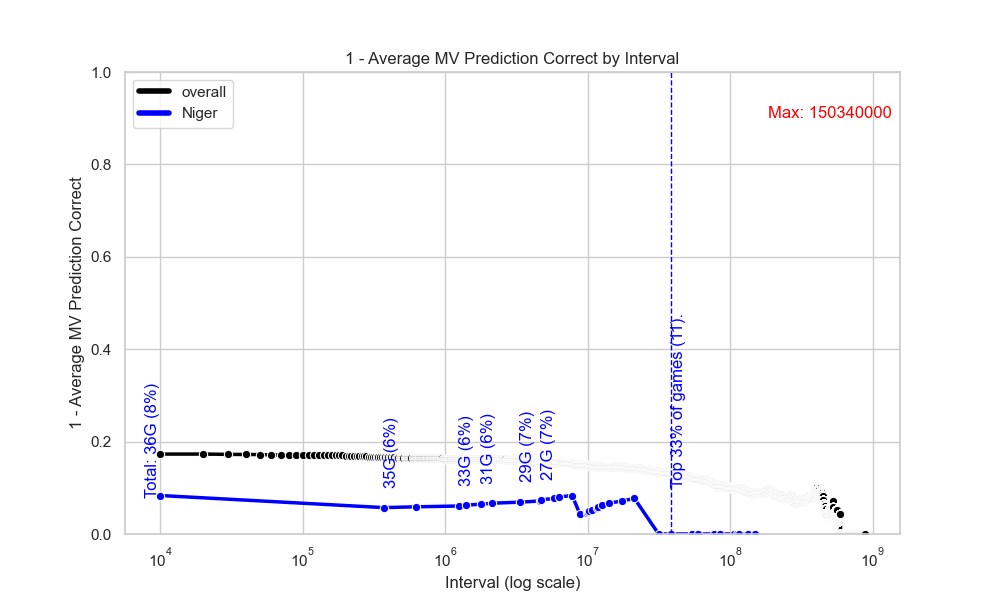 1 - Average MV Prediction Correct by Interval
overall
Niger
Max: 150340000
1 - Average MV Prediction Correct
1.0
0.8
0.6
0.4
0.2
0.0
Total: 36G (8%)
35G (6%)
33G (6%)
31G (6%)
29G (7%)
27G (7%)
Top 33% of games (11).
10^4
10^5
10^6
10^7
10^8
10^9
Interval (log scale)